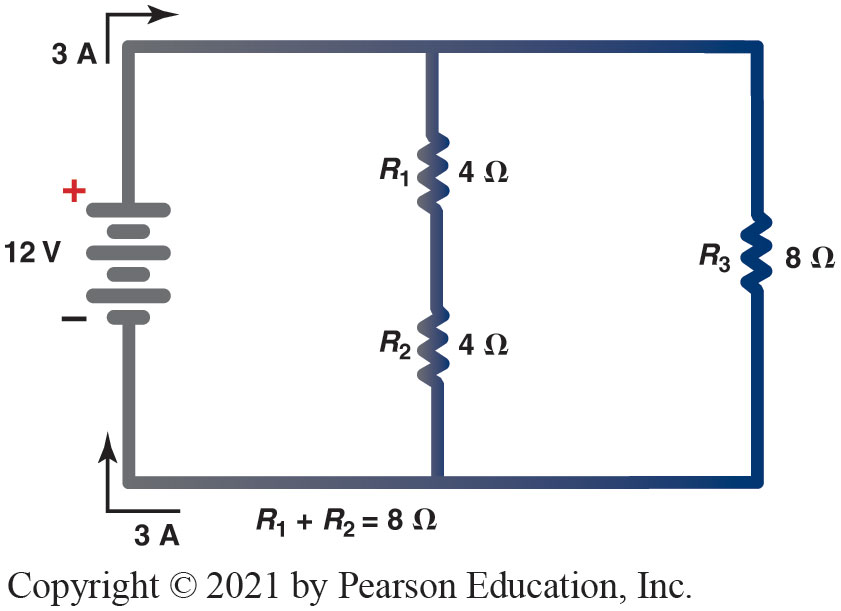 3 A
R1 4 Ω
+
12 V
R3 8 Ω
–
R2 4 Ω
3 A
R1 + R2 = 8 Ω
Copyright © 2021 by Pearson Education, Inc.